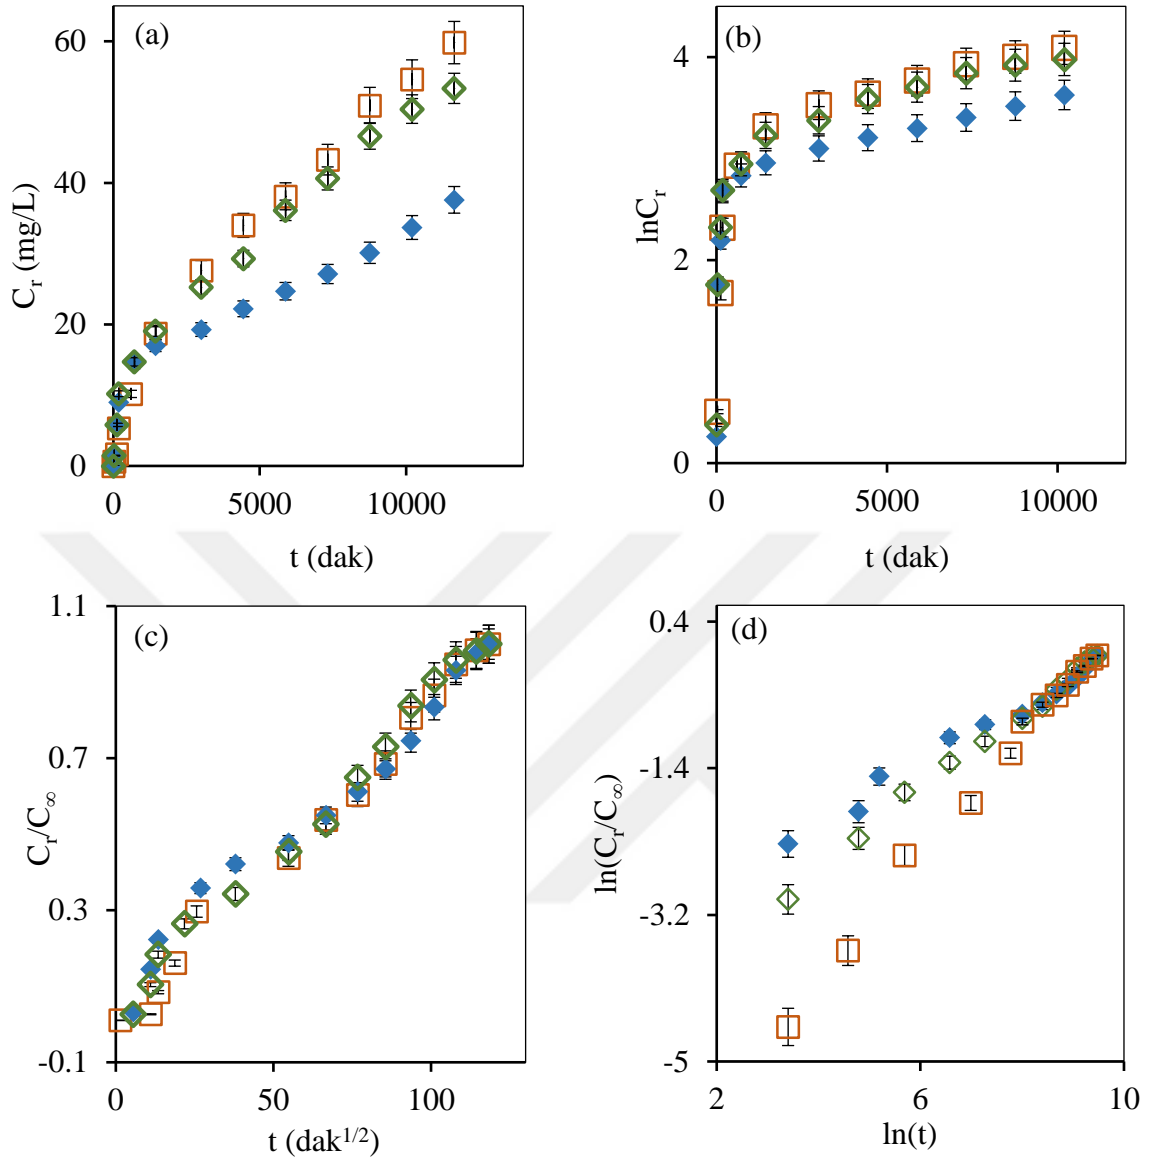 (a)
60
40
20
0
0 5000 10000
C_r (mg/L)
t (dak)
(b)
4
2
0
0 5000 10000
lnC_r
t (dak)
(c)
1.1
0.7
0.3
-0.1
0 50 100
C_r/C_∞
t (dak^1/2)
(d)
0.4
-1.4
-3.2
-5
2 6 10
ln(C_r/C_∞)
ln(t)